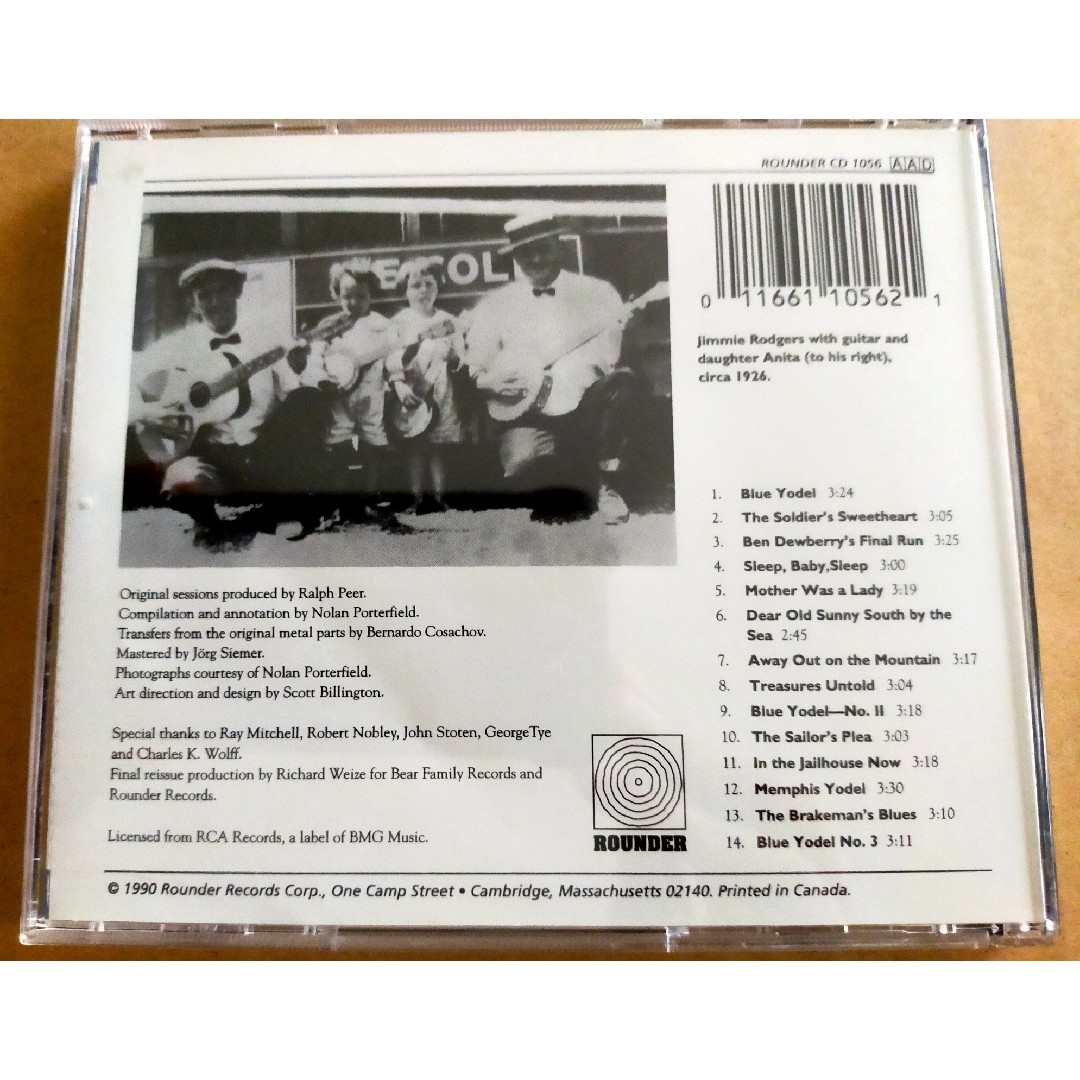 ROUNDER CD 1056 AAD
0 11661 10562 1
Jimmie Rodgers with guitar and
daughter Anita (to his right),
circa 1926.
1. Blue Yodel 3:24
2. The Soldier's Sweetheart 3:05
3. Ben Dewberry's Final Run 3:25
4. Sleep, Baby,Sleep 3:00
5. Mother Was a Lady 3:19
6. Dear Old Sunny South by the
Sea 2:45
7. Away Out on the Mountain 3:17
8. Treasures Untold 3:04
9. Blue Yodel—No. II 3:18
10. The Sailor's Plea 3:03
11. In the Jailhouse Now 3:18
12. Memphis Yodel 3:30
13. The Brakeman's Blues 3:10
14. Blue Yodel No. 3 3:11
Original sessions produced by Ralph Peer.
Compilation and annotation by Nolan Porterfield.
Transfers from the original metal parts by Bernardo Cosachov.
Mastered by Jörg Siemer.
Photographs courtesy of Nolan Porterfield.
Art direction and design by Scott Billington.
Special thanks to Ray Mitchell, Robert Nobley, John Stoten, GeorgeTye
and Charles K. Wolff.
Final reissue production by Richard Weize for Bear Family Records and
Rounder Records.
Licensed from RCA Records, a label of BMG Music.
ROUNDER
© 1990 Rounder Records Corp., One Camp Street • Cambridge, Massachusetts 02140. Printed in Canada.